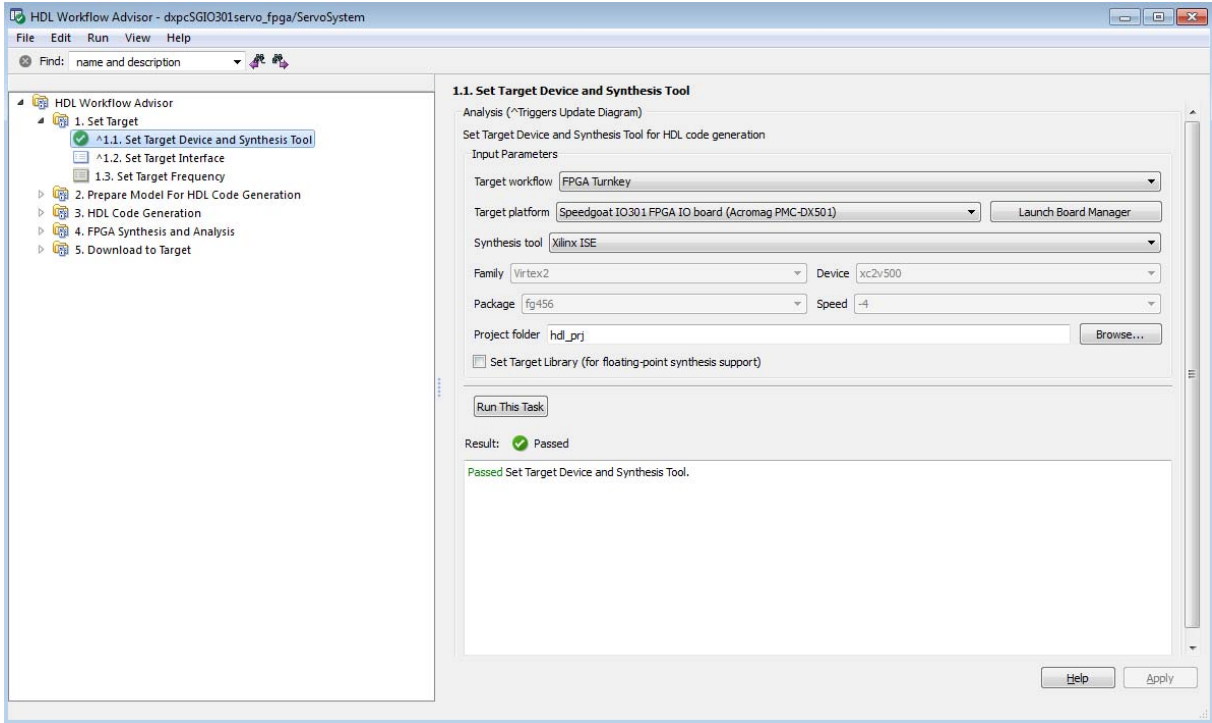 HDL Workflow Advisor - dxpcSGIO301servo_fpga/ServoSystem
File Edit Run View Help
Find: name and description
HDL Workflow Advisor
1. Set Target
^1.1. Set Target Device and Synthesis Tool
^1.2. Set Target Interface
1.3. Set Target Frequency
2. Prepare Model For HDL Code Generation
3. HDL Code Generation
4. FPGA Synthesis and Analysis
5. Download to Target
1.1. Set Target Device and Synthesis Tool
Analysis (^Triggers Update Diagram)
Set Target Device and Synthesis Tool for HDL code generation
Input Parameters
Target workflow FPGA Turnkey
Target platform Speedgoat IO301 FPGA IO board (Acromag PMC-DX501) Launch Board Manager
Synthesis tool Xilinx ISE
Family Virtex2 Device xc2v500
Package fg456 Speed -4
Project folder hdl_prj Browse...
Set Target Library (for floating-point synthesis support)
Run This Task
Result: Passed
Passed Set Target Device and Synthesis Tool.
Help Apply